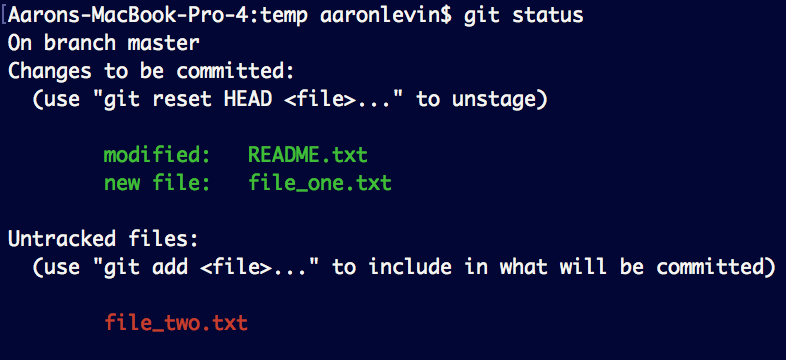 [Aarons-MacBook-Pro-4:temp aaronlevin$ git status
On branch master
Changes to be committed:
  (use "git reset HEAD <file>..." to unstage)

        modified:   README.txt
        new file:   file_one.txt

Untracked files:
  (use "git add <file>..." to include in what will be committed)

        file_two.txt